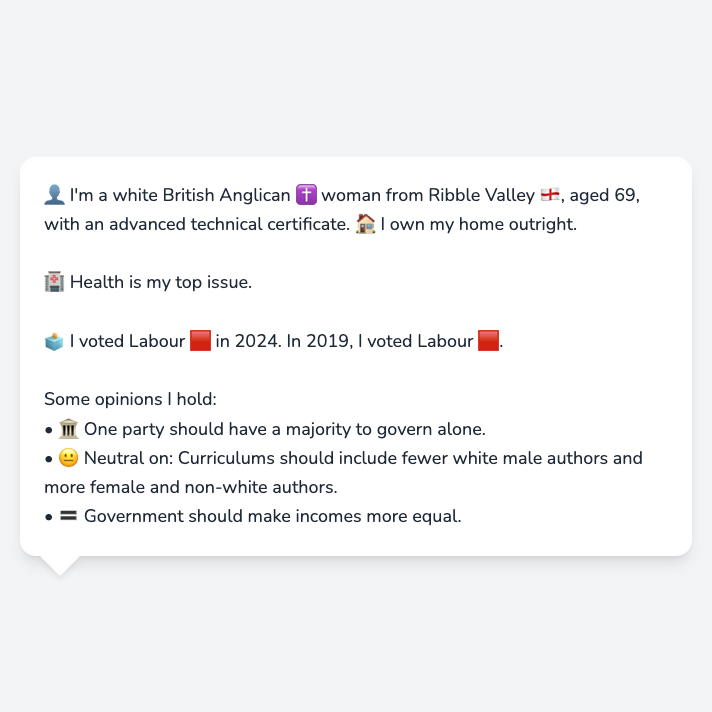 👤 I'm a white British Anglican ✝️ woman from Ribble Valley 🏴󠁧󠁢󠁥󠁮󠁧󠁿, aged 69,
with an advanced technical certificate. 🏠 I own my home outright.
🏥 Health is my top issue.
🗳️ I voted Labour 🟥 in 2024. In 2019, I voted Labour 🟥.
Some opinions I hold:
• 🏛️ One party should have a majority to govern alone.
• 😐 Neutral on: Curriculums should include fewer white male authors and
more female and non-white authors.
• 🟰 Government should make incomes more equal.